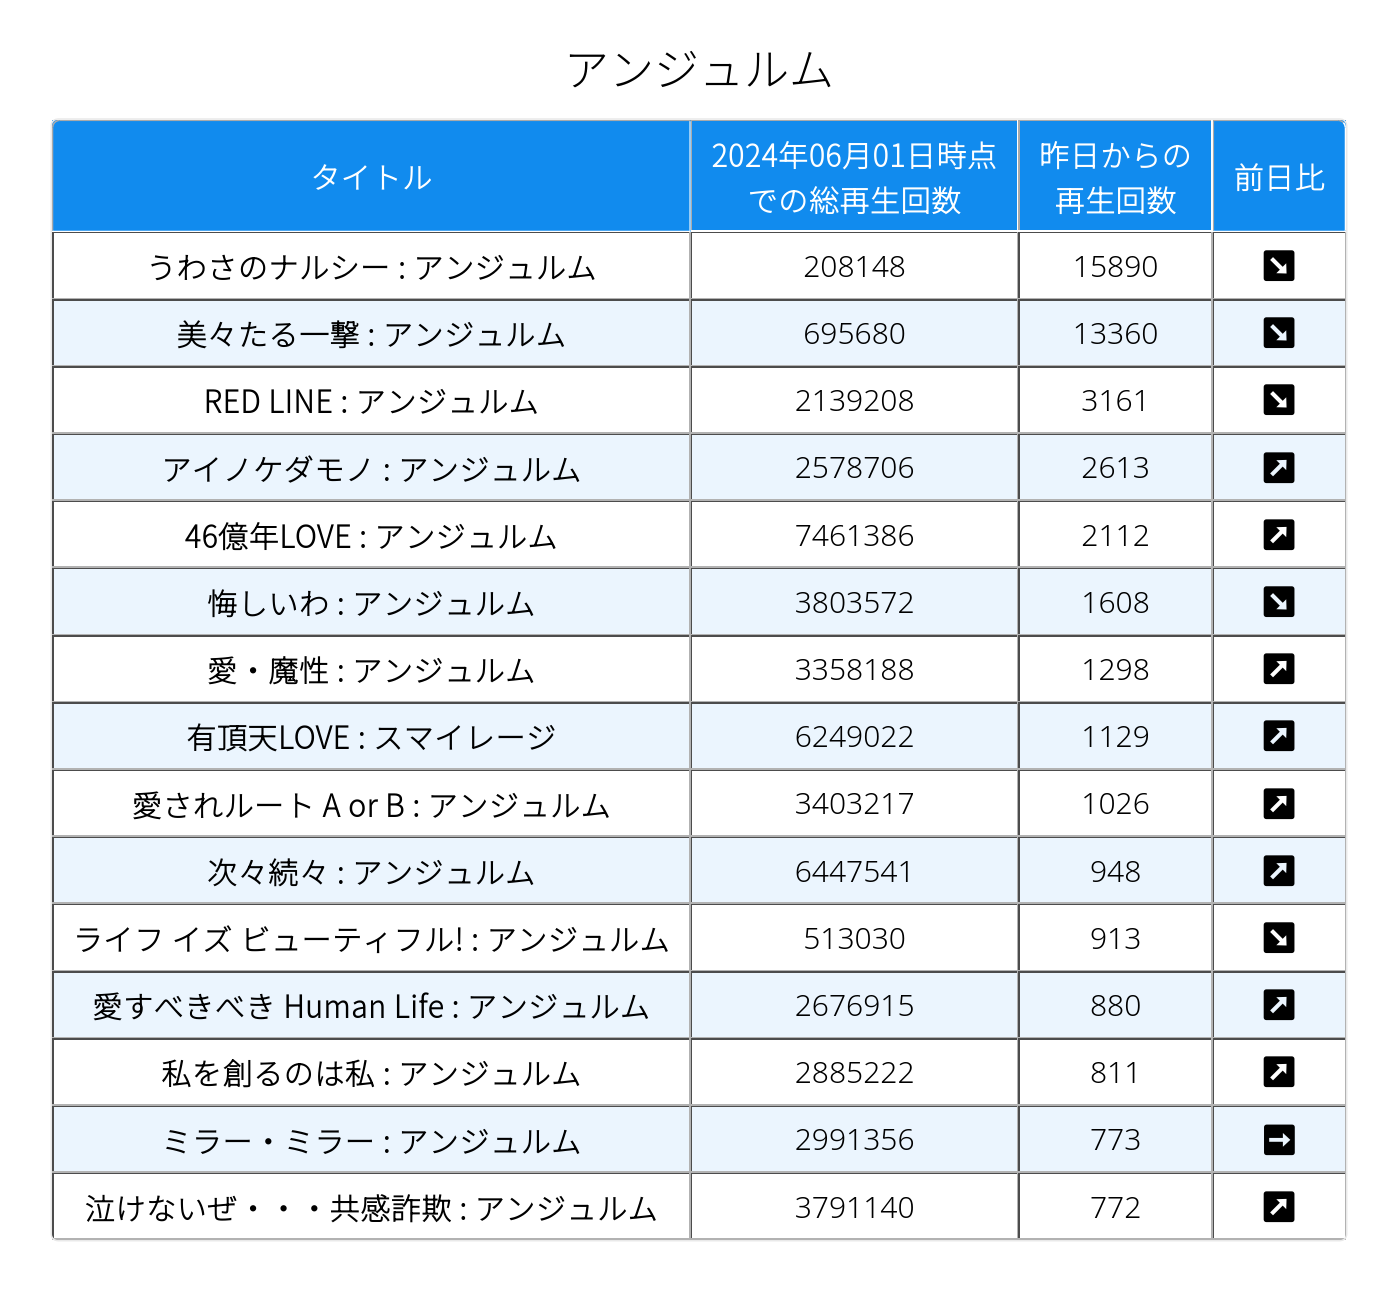 アンジュルム
タイトル 2024年06月01日時点での総再生回数 昨日からの再生回数 前日比
うわさのナルシー : アンジュルム 208148 15890 ↘
美々たる一撃 : アンジュルム 695680 13360 ↘
RED LINE : アンジュルム 2139208 3161 ↘
アイノケダモノ : アンジュルム 2578706 2613 ↗
46億年LOVE : アンジュルム 7461386 2112 ↗
悔しいわ : アンジュルム 3803572 1608 ↘
愛・魔性 : アンジュルム 3358188 1298 ↗
有頂天LOVE : スマイレージ 6249022 1129 ↗
愛されルート A or B : アンジュルム 3403217 1026 ↗
次々続々 : アンジュルム 6447541 948 ↗
ライフ イズ ビューティフル! : アンジュルム 513030 913 ↘
愛すべきべき Human Life : アンジュルム 2676915 880 ↗
私を創るのは私 : アンジュルム 2885222 811 ↗
ミラー・ミラー : アンジュルム 2991356 773 →
泣けないぜ・・・共感詐欺 : アンジュルム 3791140 772 ↗